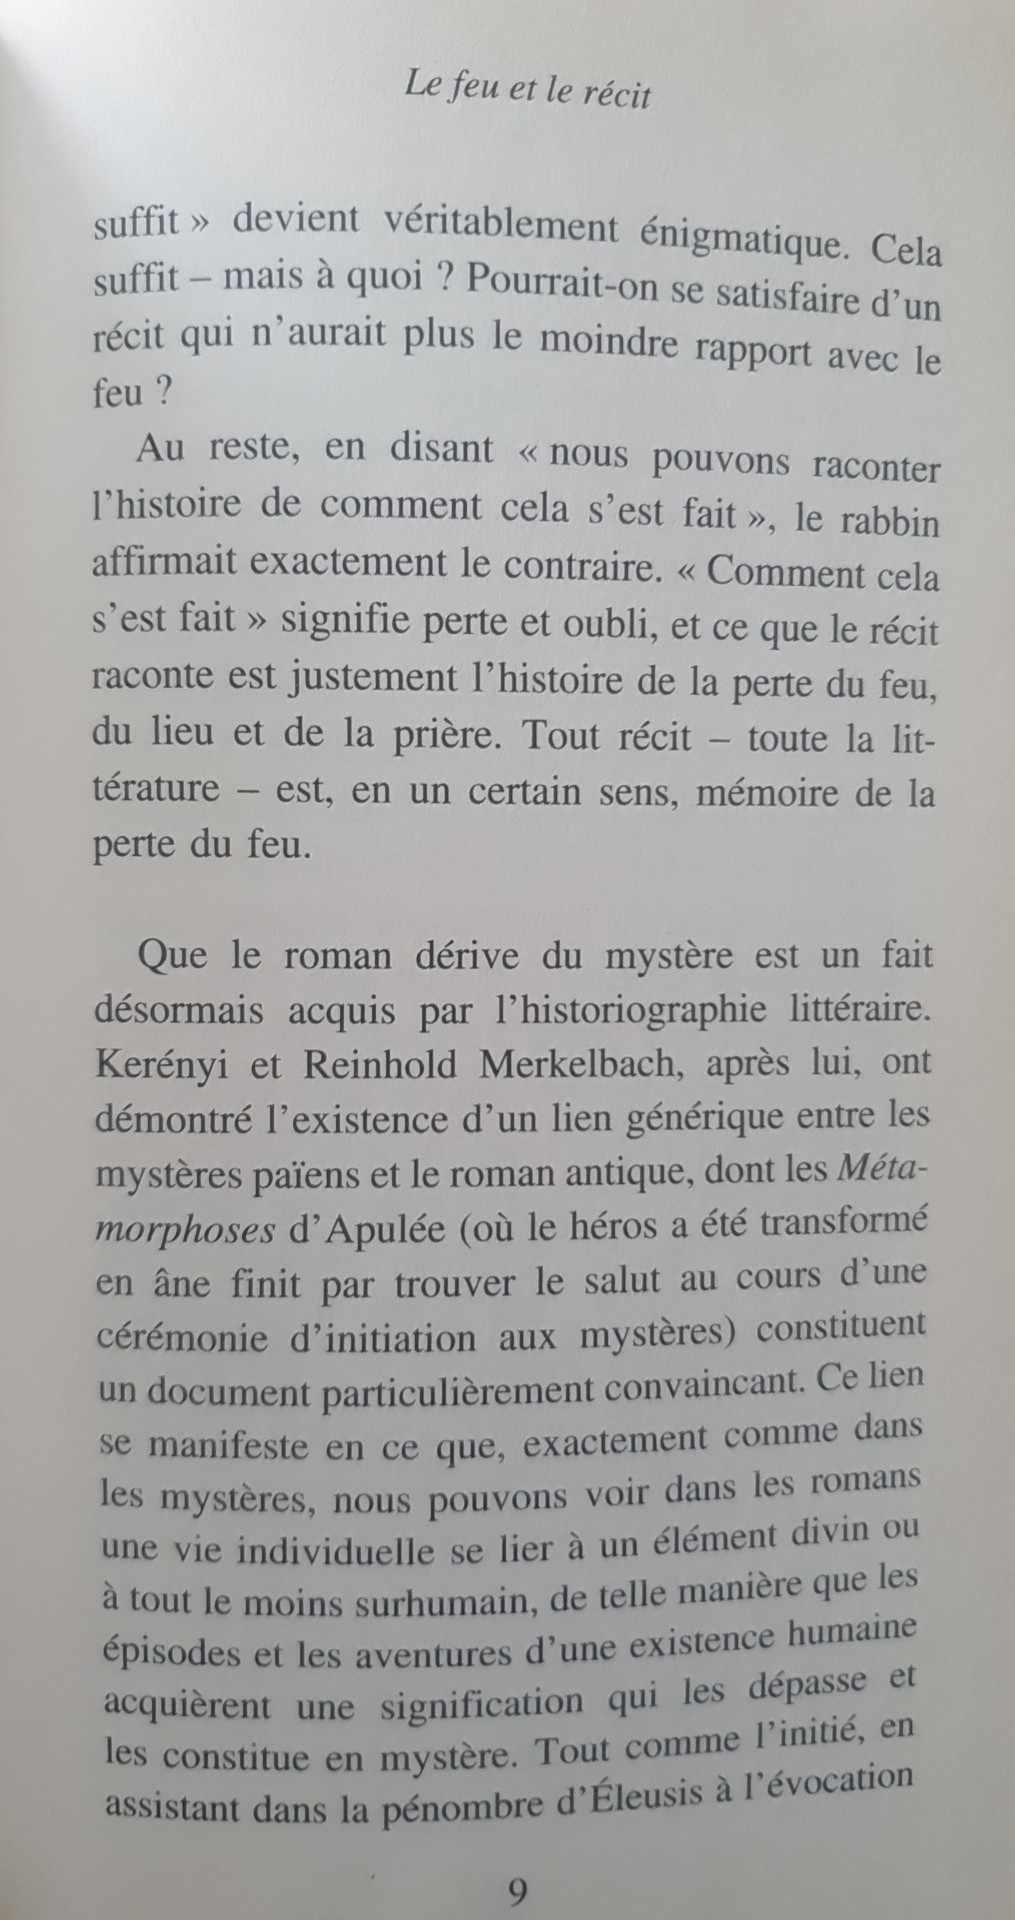 Le feu et le récit
suffit » devient véritablement énigmatique. Cela
suffit – mais à quoi ? Pourrait-on se satisfaire d’un
récit qui n’aurait plus le moindre rapport avec le
feu ?
Au reste, en disant « nous pouvons raconter
l’histoire de comment cela s’est fait », le rabbin
affirmait exactement le contraire. « Comment cela
s’est fait » signifie perte et oubli, et ce que le récit
raconte est justement l’histoire de la perte du feu,
du lieu et de la prière. Tout récit – toute la lit-
térature – est, en un certain sens, mémoire de la
perte du feu.
Que le roman dérive du mystère est un fait
désormais acquis par l’historiographie littéraire.
Kerényi et Reinhold Merkelbach, après lui, ont
démontré l’existence d’un lien générique entre les
mystères païens et le roman antique, dont les Méta-
morphoses d’Apulée (où le héros a été transformé
en âne finit par trouver le salut au cours d’une
cérémonie d’initiation aux mystères) constituent
un document particulièrement convaincant. Ce lien
se manifeste en ce que, exactement comme dans
les mystères, nous pouvons voir dans les romans
une vie individuelle se lier à un élément divin ou
à tout le moins surhumain, de telle manière que les
épisodes et les aventures d’une existence humaine
acquièrent une signification qui les dépasse et
les constitue en mystère. Tout comme l’initié, en
assistant dans la pénombre d’Éleusis à l’évocation
9